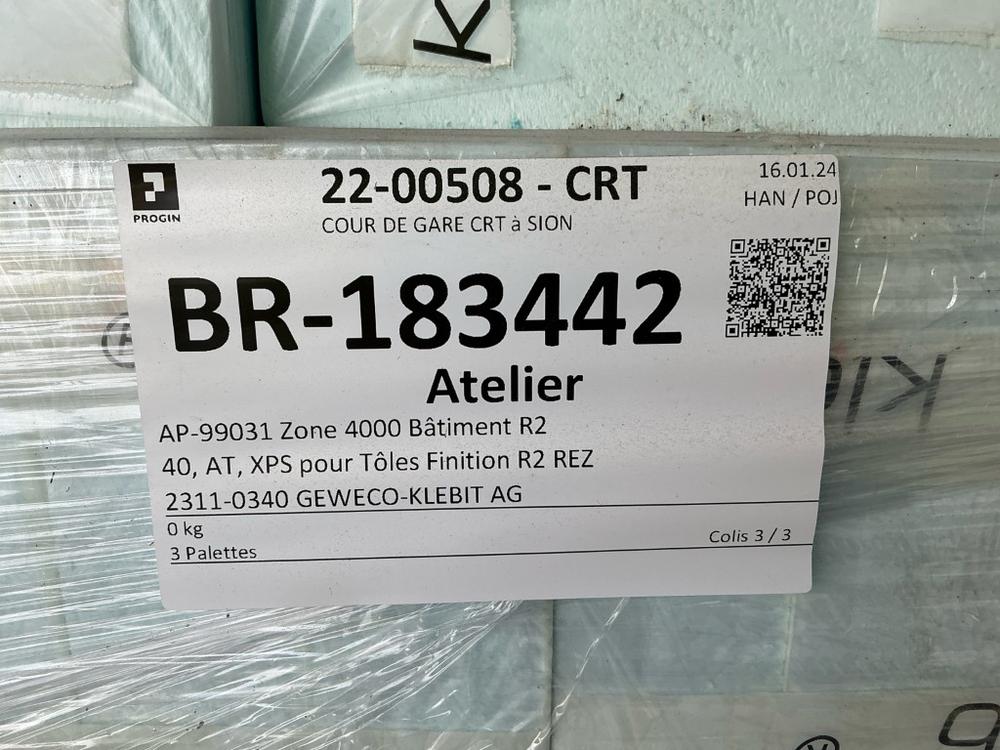 PROGIN
22-00508 - CRT
COUR DE GARE CRT à SION
16.01.24
HAN / POJ
BR-183442
Atelier
AP-99031 Zone 4000 Bâtiment R2
40, AT, XPS pour Tôles Finition R2 REZ
2311-0340 GEWECO-KLEBIT AG
0 kg
3 Palettes
Colis 3 / 3